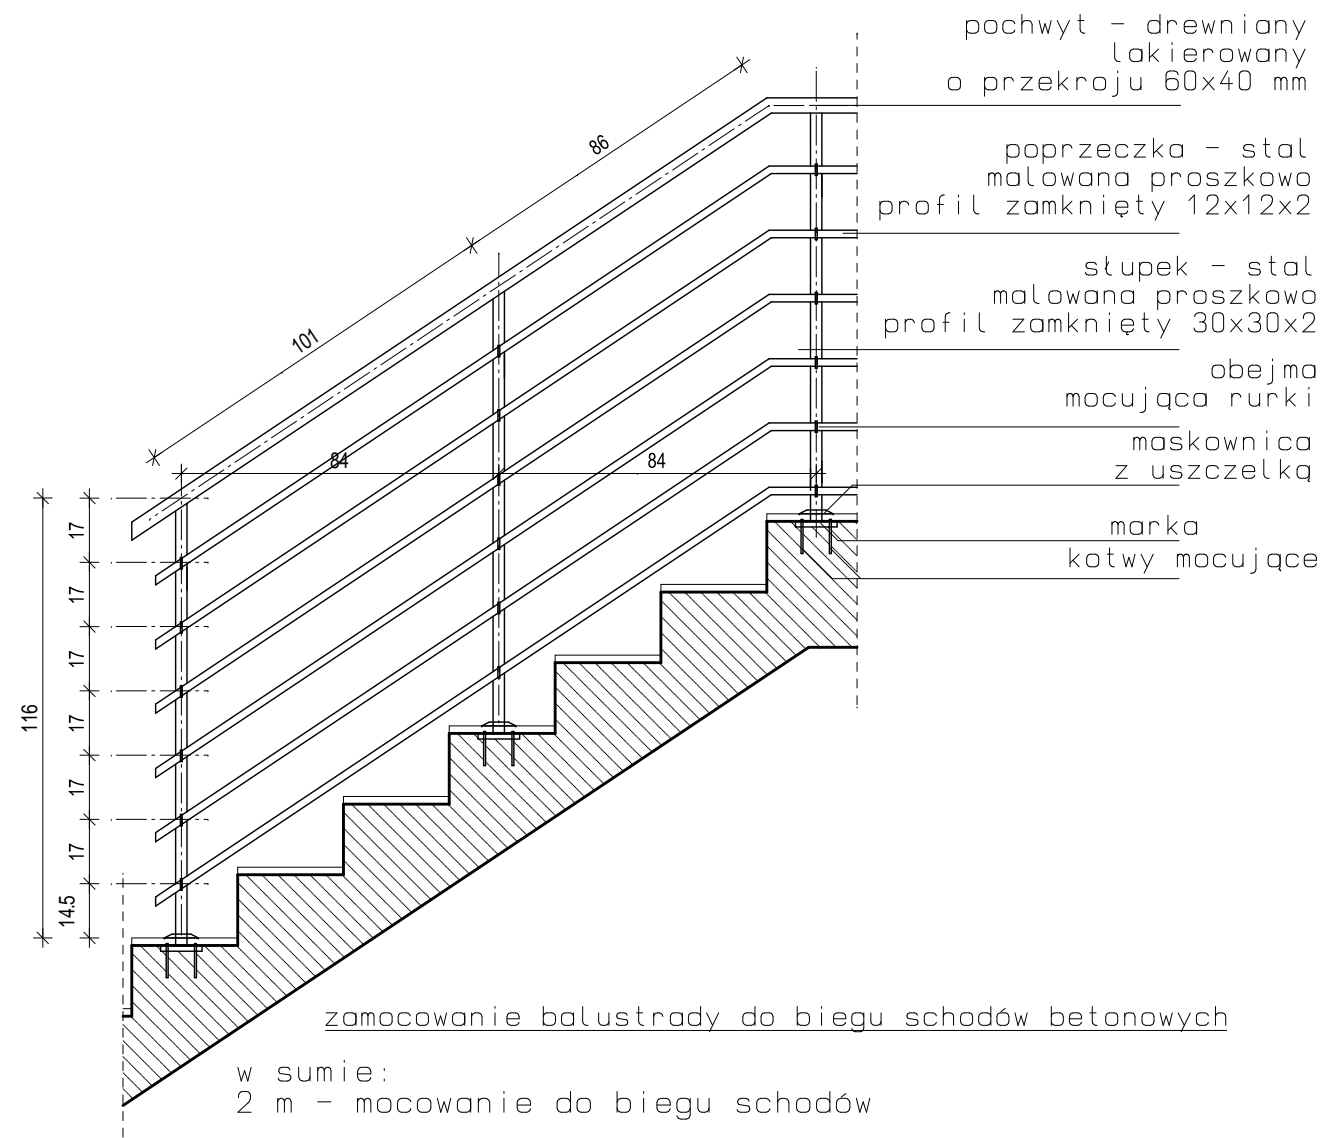 pochwyt - drewniany
lakierowany
o przekroju 60x40 mm
poprzeczka - stal
malowana proszkowo
profil zamknięty 12x12x2
słupek - stal
malowana proszkowo
profil zamknięty 30x30x2
obejma
mocująca rurki
maskownica
z uszczelką
marka
kotwy mocujące
86
101
84
84
17
17
17
17
17
17
14.5
116
zamocowanie balustrady do biegu schodów betonowych
w sumie:
2 m - mocowanie do biegu schodów